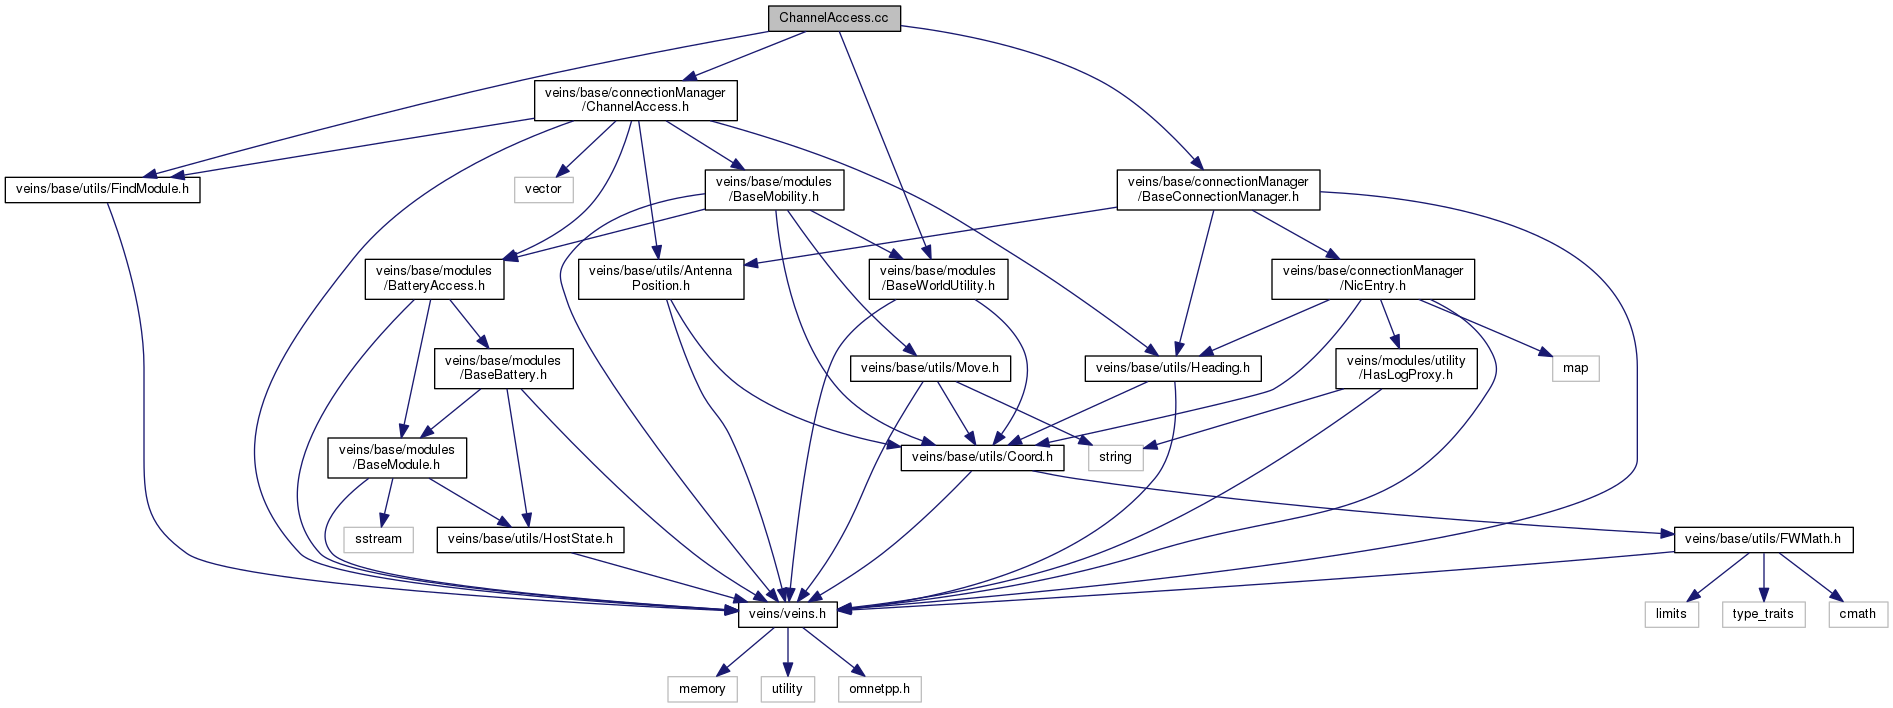 ChannelAccess.cc
veins/base/connectionManager
/ChannelAccess.h
veins/base/utils/FindModule.h
vector
veins/base/modules
/BaseMobility.h
veins/base/connectionManager
/BaseConnectionManager.h
veins/base/modules
/BatteryAccess.h
veins/base/utils/Antenna
Position.h
veins/base/modules
/BaseWorldUtility.h
veins/base/connectionManager
/NicEntry.h
veins/base/modules
/BaseBattery.h
veins/base/utils/Move.h
veins/base/utils/Heading.h
veins/modules/utility
/HasLogProxy.h
map
veins/base/modules
/BaseModule.h
veins/base/utils/Coord.h
string
sstream
veins/base/utils/HostState.h
veins/base/utils/FWMath.h
veins/veins.h
limits
type_traits
cmath
memory
utility
omnetpp.h